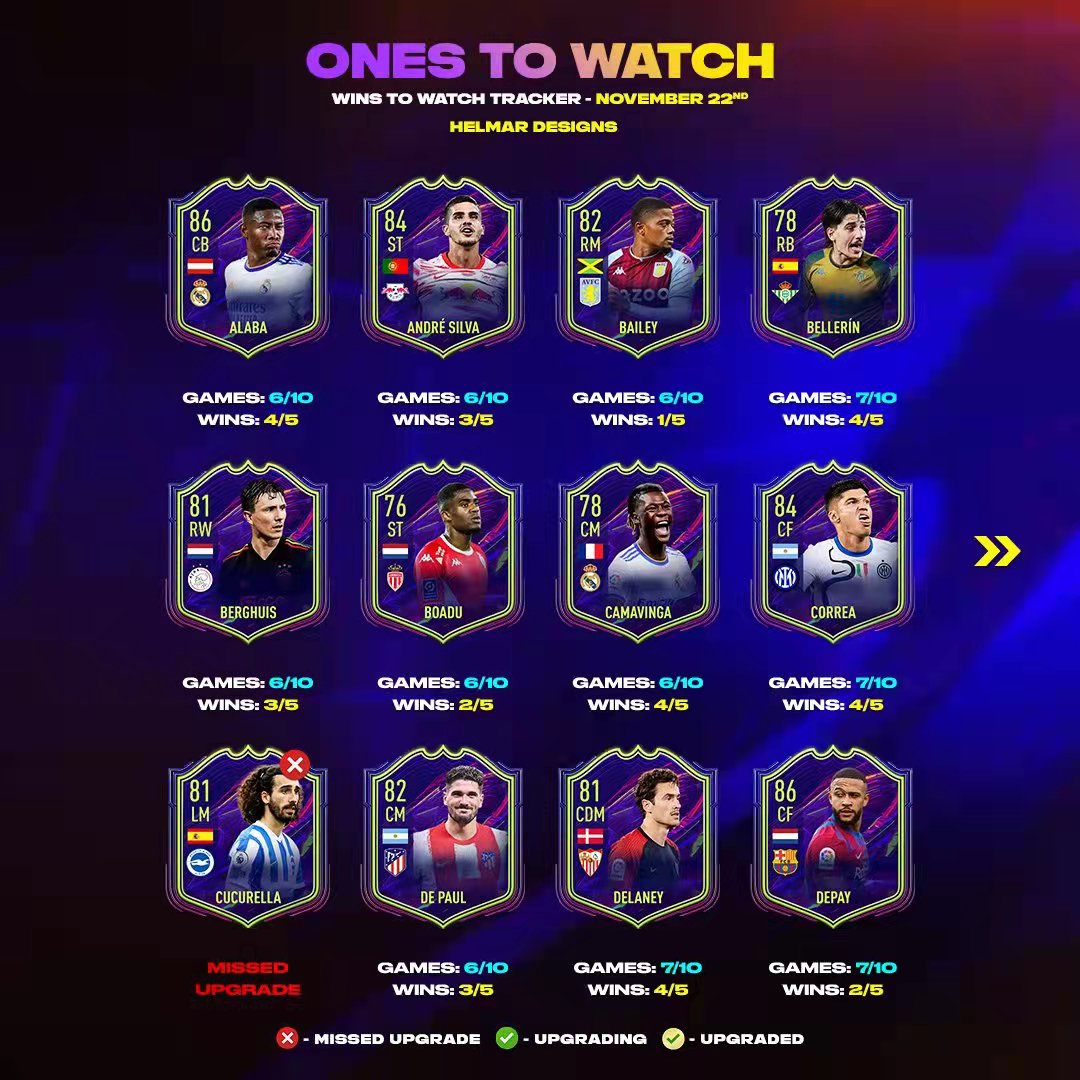 ONES TO WATCH
WINS TO WATCH TRACKER - NOVEMBER 22ND
HELMAR DESIGNS
86
CB
ALABA
84
ST
ANDRÉ SILVA
82
RM
AVFC
BAILEY
78
RB
BELLERÍN
GAMES: 6/10
WINS: 4/5
GAMES: 6/10
WINS: 3/5
GAMES: 6/10
WINS: 1/5
GAMES: 7/10
WINS: 4/5
81
RW
BERGHUIS
76
ST
BOADU
78
CM
CAMAVINGA
84
CF
CORREA
GAMES: 6/10
WINS: 3/5
GAMES: 6/10
WINS: 2/5
GAMES: 6/10
WINS: 4/5
GAMES: 7/10
WINS: 4/5
81
LM
CUCURELLA
82
CM
DE PAUL
81
CDM
DELANEY
86
CF
DEPAY
MISSED
UPGRADE
GAMES: 6/10
WINS: 3/5
GAMES: 7/10
WINS: 4/5
GAMES: 7/10
WINS: 2/5
- MISSED UPGRADE - UPGRADING - UPGRADED